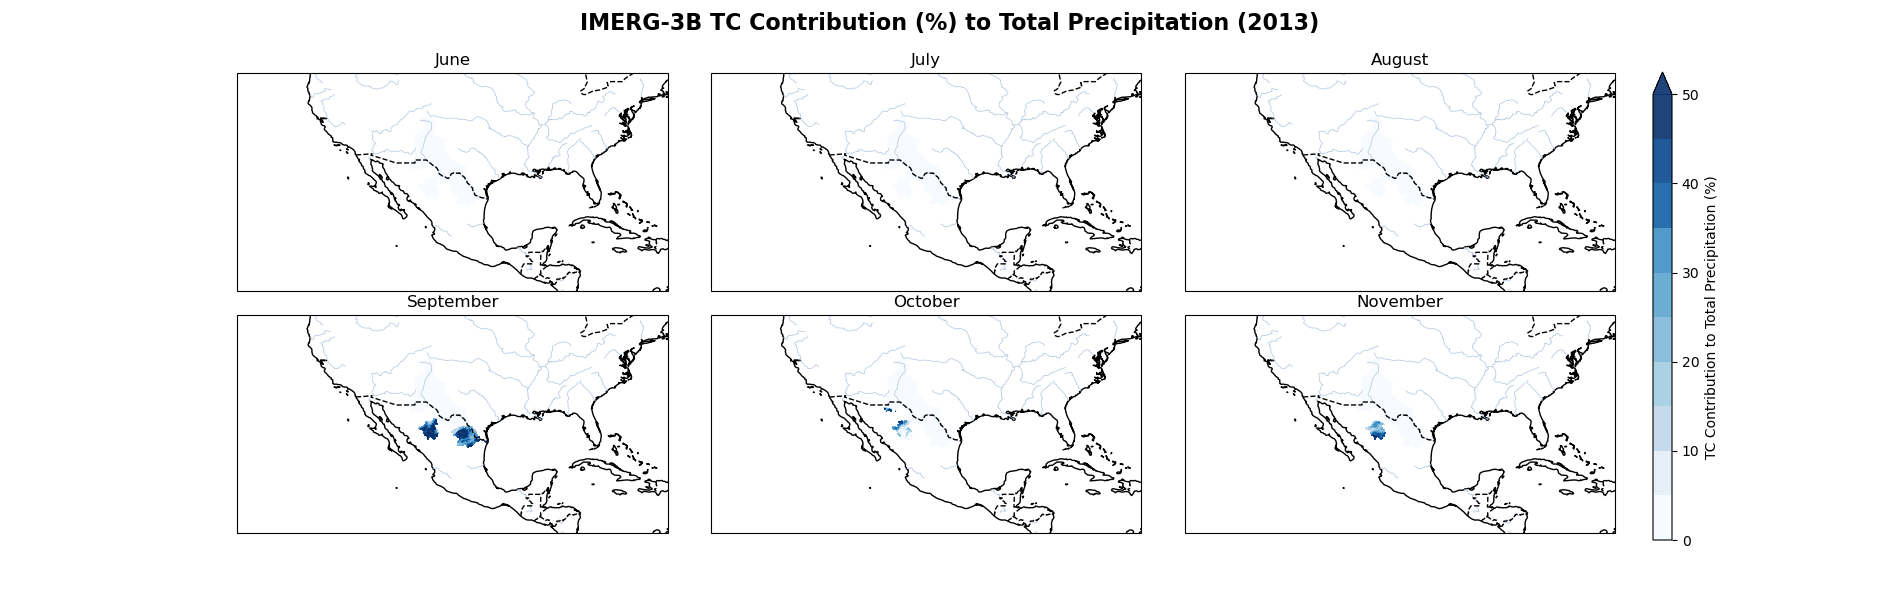 IMERG-3B TC Contribution (%) to Total Precipitation (2013)
June
July
August
September
October
November
50
40
30
20
10
0
TC Contribution to Total Precipitation (%)